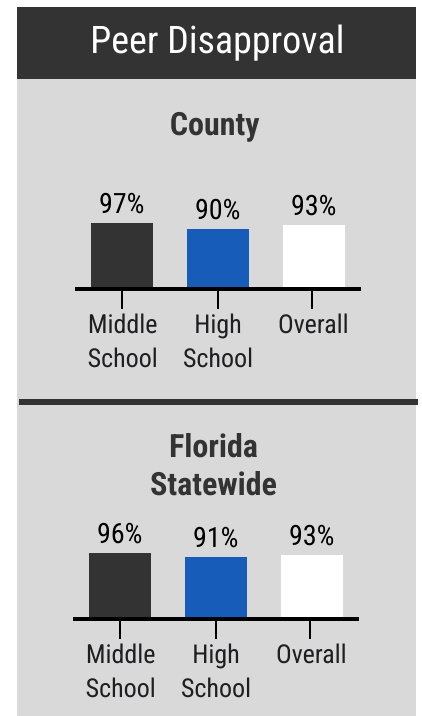 Peer Disapproval
County
97% 90% 93%
Middle School
High School
Overall
Florida
Statewide
96% 91% 93%
Middle School
High School
Overall